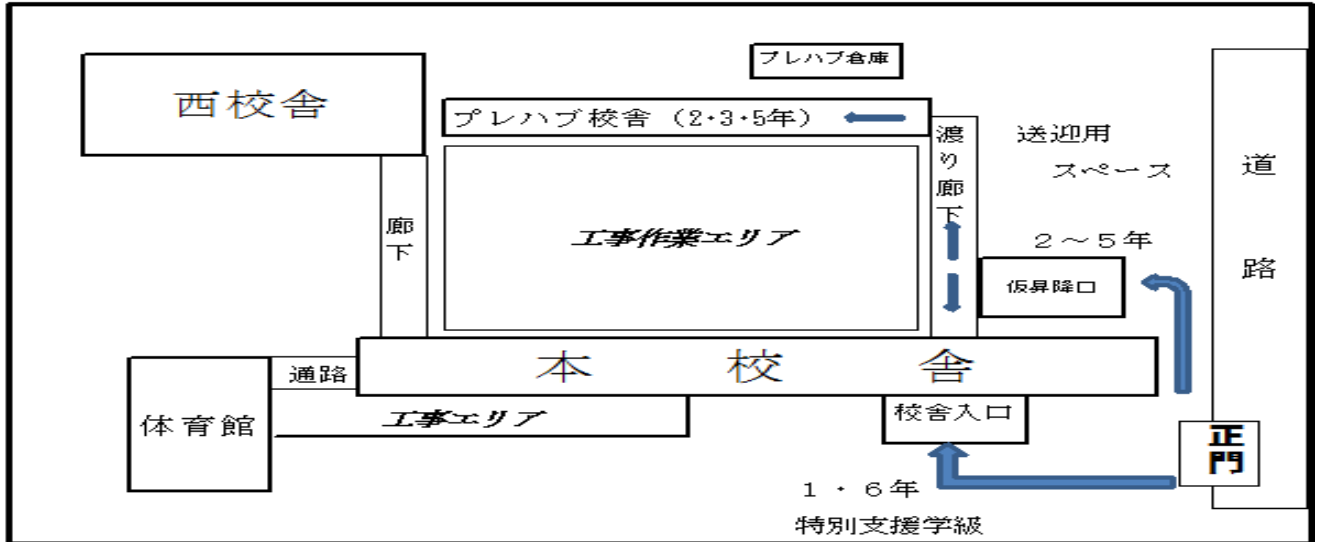 プレハブ倉庫
西校舎
プレハブ校舎（2・3・5年）
渡り廊下
送迎用
スペース
道路
廊下
工事作業エリア
２～５年
仮昇降口
本校舎
通路
体育館
工事エリア
校舎入口
正門
１・６年
特別支援学級